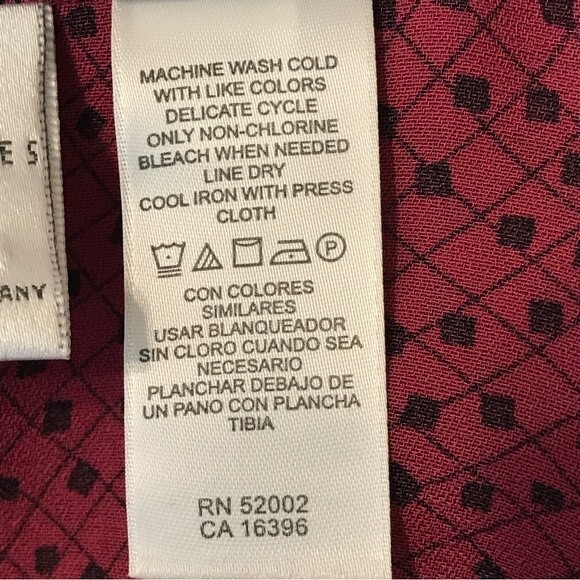 E S
ANY
MACHINE WASH COLD
WITH LIKE COLORS
DELICATE CYCLE
ONLY NON-CHLORINE
BLEACH WHEN NEEDED
LINE DRY
COOL IRON WITH PRESS
CLOTH
P
CON COLORES
SIMILARES
USAR BLANQUEADOR
SIN CLORO CUANDO SEA
NECESARIO
PLANCHAR DEBAJO DE
UN PANO CON PLANCHA
TIBIA
RN 52002
CA 16396